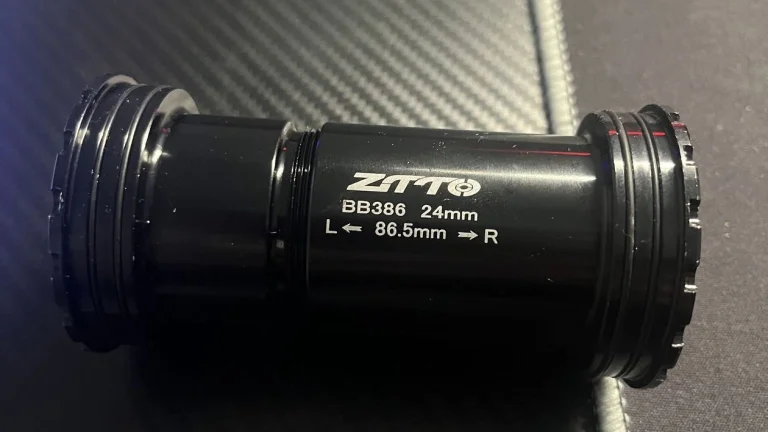 ZTTO
BB386 24mm
L ← 86.5mm → R